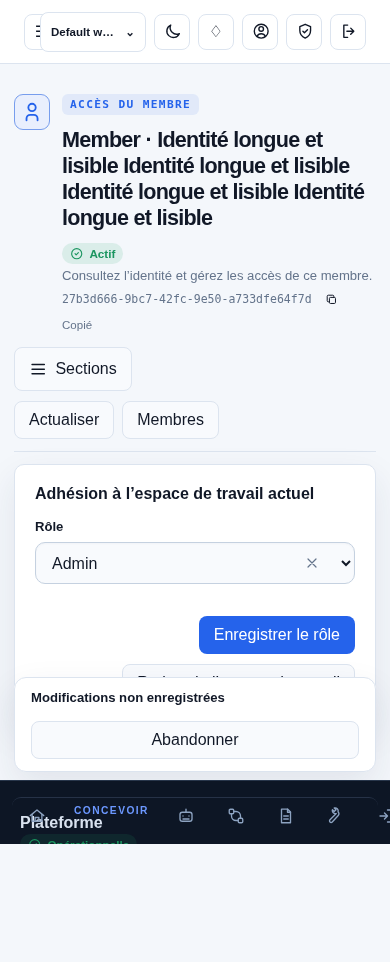 Default w…
ACCÈS DU MEMBRE
Member · Identité longue et
lisible Identité longue et lisible
Identité longue et lisible Identité
longue et lisible
Actif
Consultez l'identité et gérez les accès de ce membre.
27b3d666-9bc7-42fc-9e50-a733dfe64f7d
Copié
Sections
Actualiser Membres
Adhésion à l'espace de travail actuel
Rôle
Admin
Enregistrer le rôle
Modifications non enregistrées
Abandonner
CONCEVOIR
Plateforme
Opérationnelle